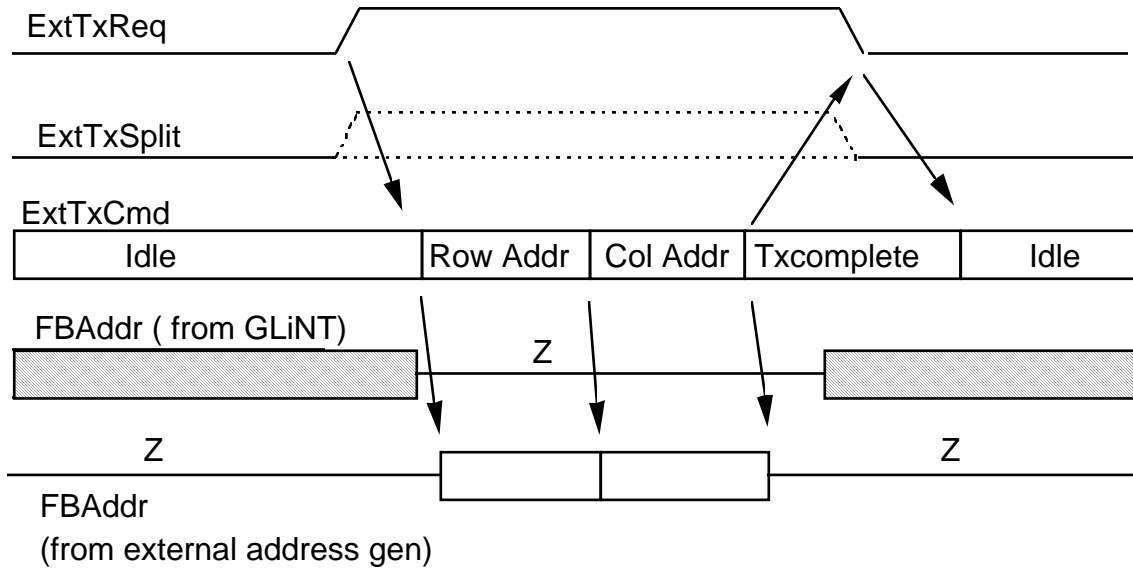 ExtTxReq
ExtTxSplit
ExtTxCmd
Idle Row Addr Col Addr Txcomplete Idle
FBAddr ( from GLiNT)
Z
Z Z
FBAddr
(from external address gen)